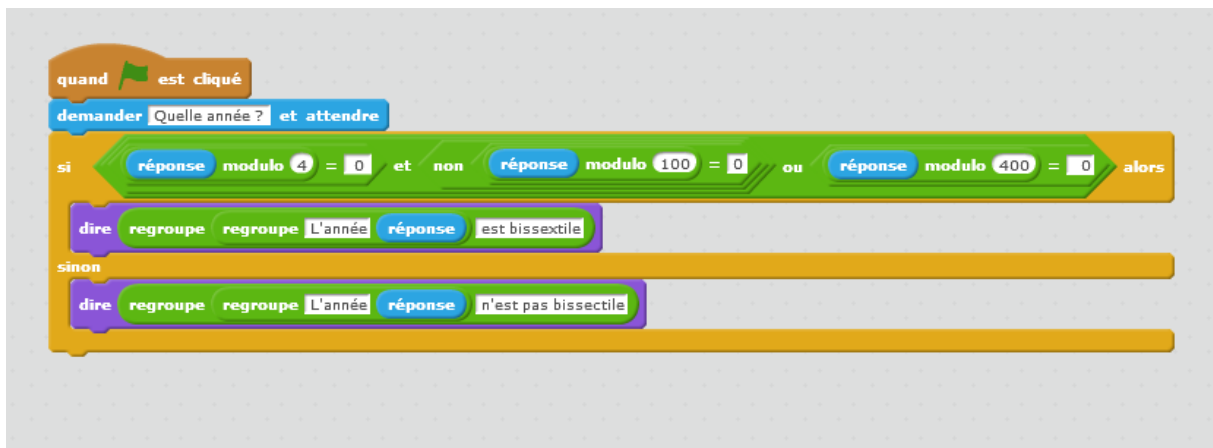 quand est cliqué
demander Quelle année ? et attendre
si réponse modulo 4 = 0 et non réponse modulo 100 = 0 ou réponse modulo 400 = 0 alors
dire regroupe regroupe L'année réponse est bissextile
sinon
dire regroupe regroupe L'année réponse n'est pas bissectile